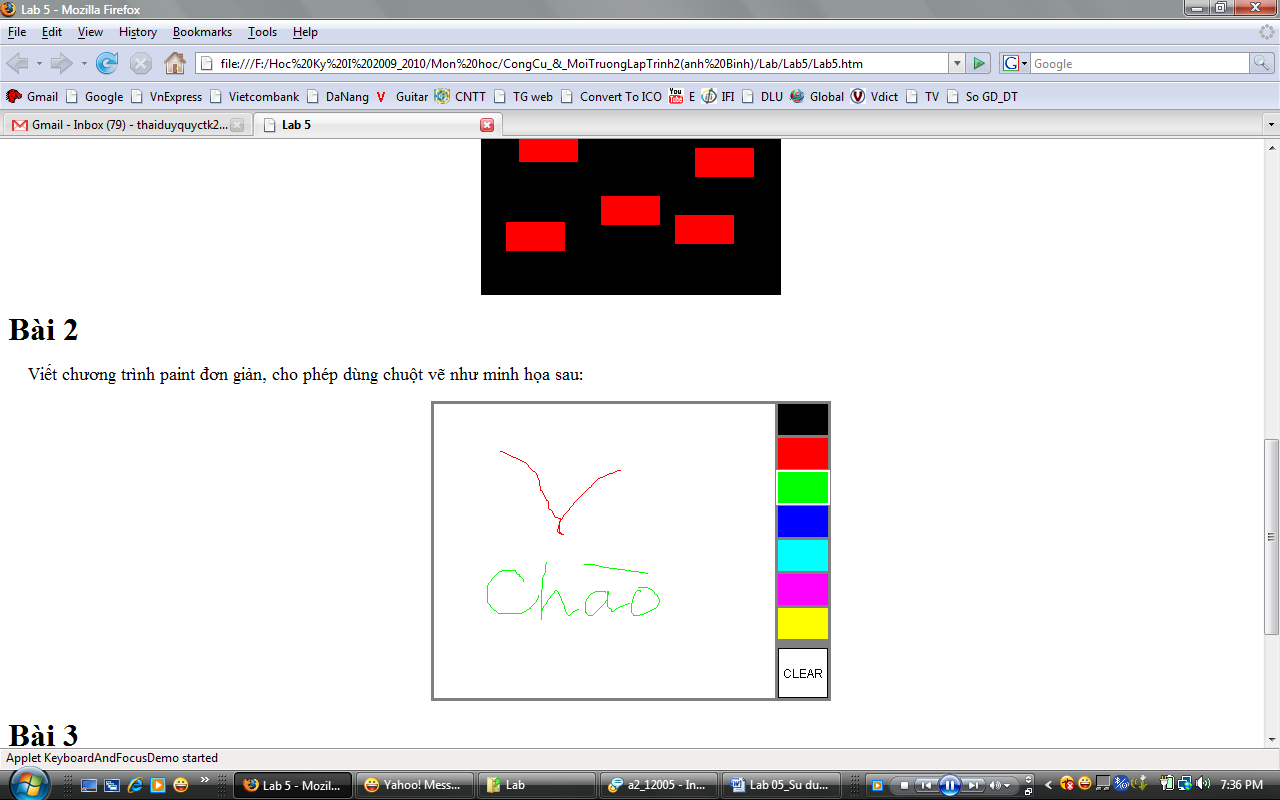 Lab 5 - Mozilla Firefox
File Edit View History Bookmarks Tools Help
file:///F:/Hoc%20Ky%20I%202009_2010/Mon%20hoc/CongCu_&_MoiTruongLapTrinh2(anh%20Binh)/Lab/Lab5/Lab5.htm
G Google
Gmail Google VnExpress Vietcombank DaNang V Guitar CNTT TG web Convert To ICO You Tube E IFI DLU Global V Vdict TV So GD_DT
Gmail - Inbox (79) - thaiduyquyctk2... Lab 5
Bài 2
Viết chương trình paint đơn giản, cho phép dùng chuột vẽ như minh họa sau:
Chao
CLEAR
Bài 3
Applet KeyboardAndFocusDemo started
Lab 5 - Mozil... Yahoo! Mess... Lab a2_12005 - In... Lab 05_Su du... 7:36 PM